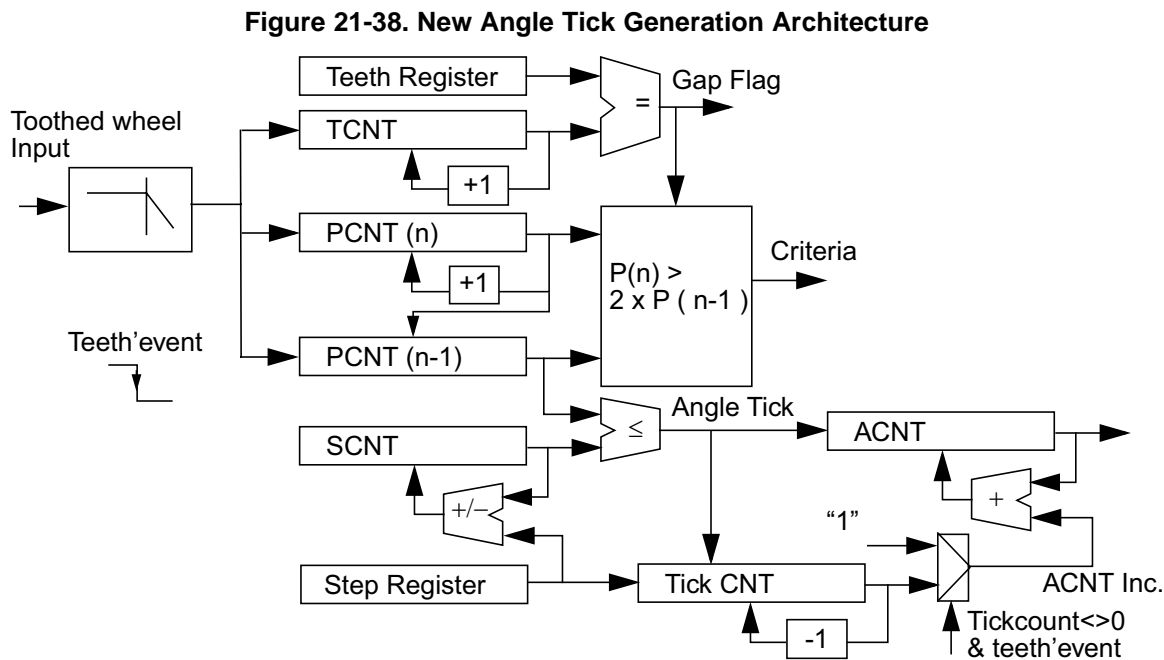 Figure 21-38. New Angle Tick Generation Architecture
Teeth Register
Gap Flag
=
Toothed wheel
Input
TCNT
+1
PCNT (n)
Criteria
P(n) >
2 x P ( n-1 )
+1
Teeth'event
PCNT (n-1)
Angle Tick
≤
SCNT
ACNT
+/−
+
"1"
Step Register
Tick CNT
ACNT Inc.
-1
Tickcount<>0
& teeth'event